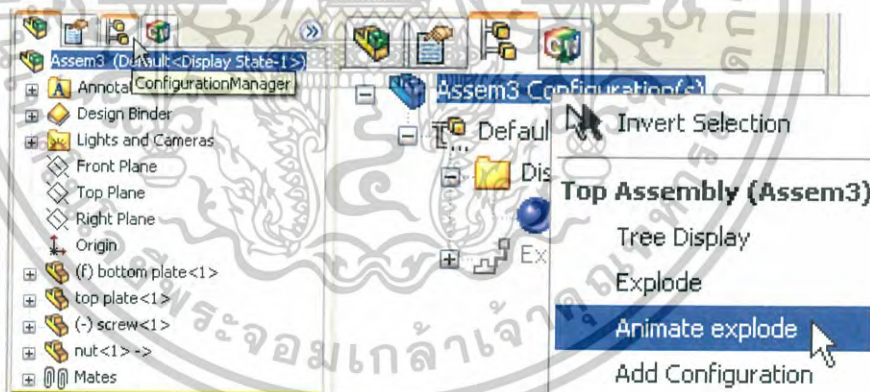 Assem3 (Default<Display State-1>)
ConfigurationManager
Annotat
Design Binder
Lights and Cameras
Front Plane
Top Plane
Right Plane
Origin
(f) bottom plate<1>
top plate<1>
(-) screw<1>
nut<1> ->
Mates
Assem3 Configuration(s)
Defaul
Dis
Ex
Invert Selection
Top Assembly (Assem3)
Tree Display
Explode
Animate explode
Add Configuration